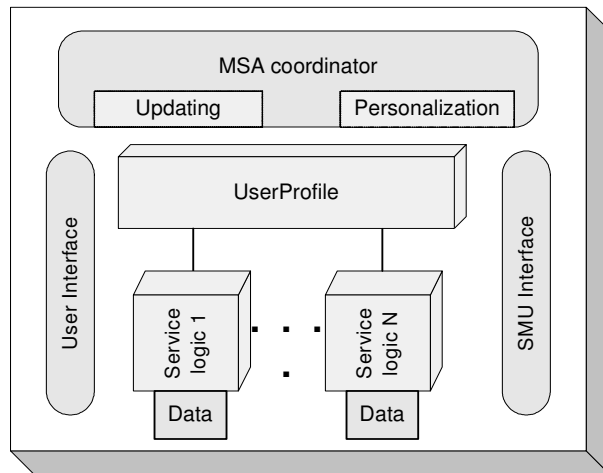 MSA coordinator
Updating
Personalization
UserProfile
User Interface
SMU Interface
Service
logic 1
. . .
.
Service
logic N
Data
Data